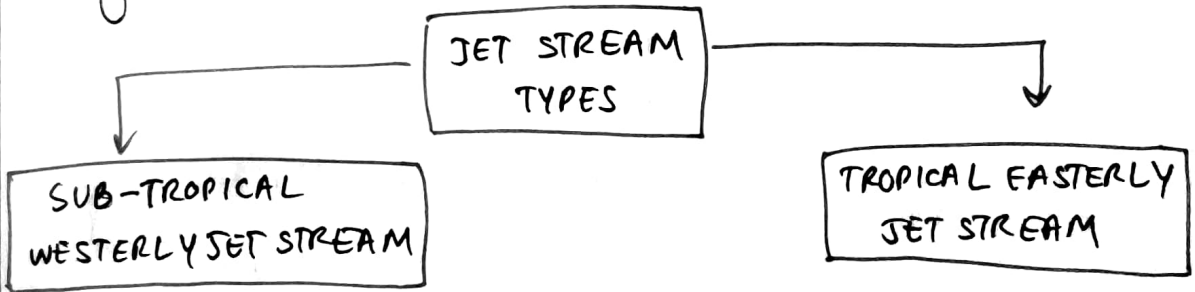 JET STREAM
TYPES
SUB-TROPICAL
WESTERLY JET STREAM
TROPICAL EASTERLY
JET STREAM